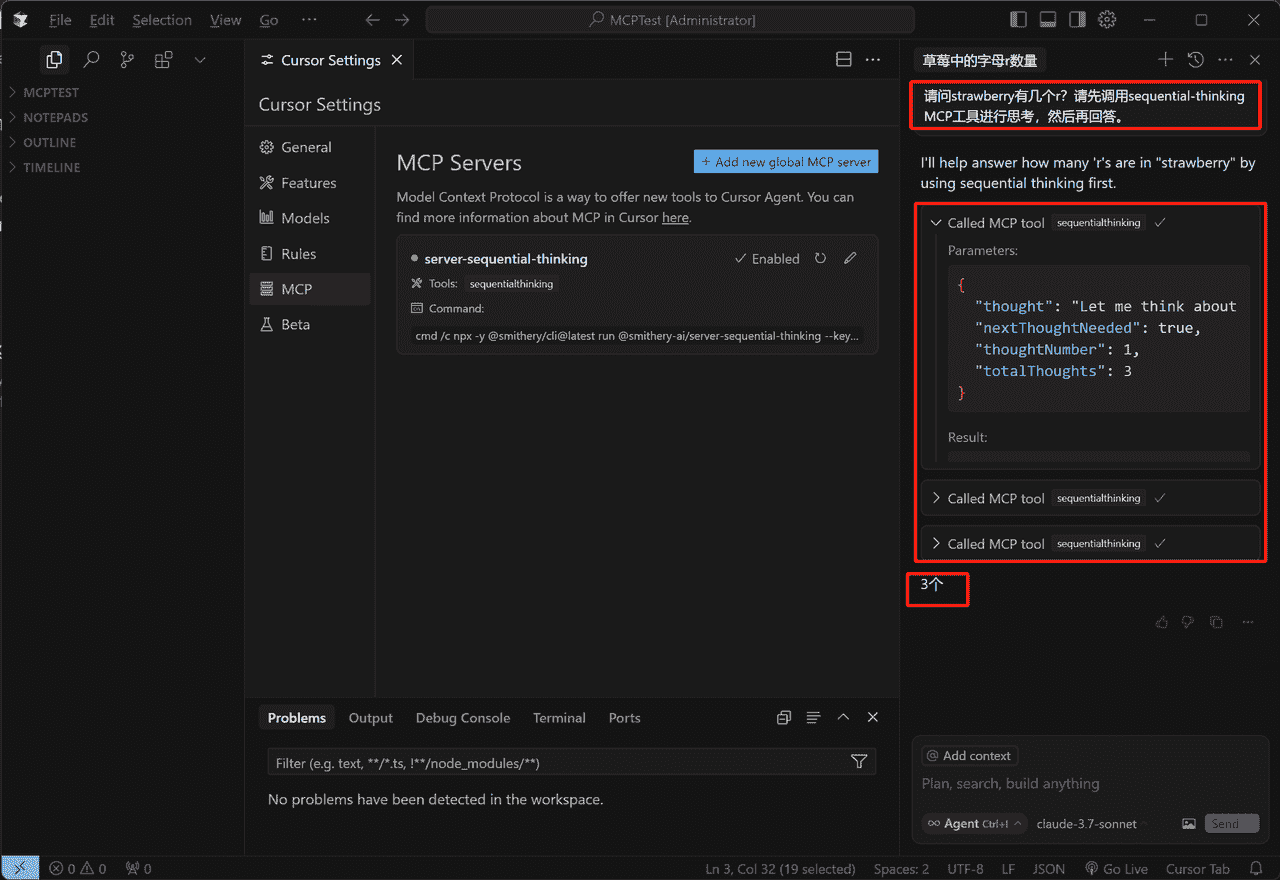 File Edit Selection View Go ··· MCPTest [Administrator]
MCPTEST
NOTEPADS
OUTLINE
TIMELINE
Cursor Settings
Cursor Settings
General
Features
Models
Rules
MCP
Beta
MCP Servers
+ Add new global MCP server
Model Context Protocol is a way to offer new tools to Cursor Agent. You can
find more information about MCP in Cursor here.
server-sequential-thinking
Enabled
Tools: sequentialthinking
Command:
cmd /c npx -y @smithery/cli@latest run @smithery-ai/server-sequential-thinking --key...
Problems Output Debug Console Terminal Ports
Filter (e.g. text, **/*.ts, !**/node_modules/**)
No problems have been detected in the workspace.
草莓中的字母r数量
请问strawberry有几个r？请先调用sequential-thinking
MCP工具进行思考，然后再回答。
I'll help answer how many 'r's are in "strawberry" by
using sequential thinking first.
Called MCP tool sequentialthinking
Parameters:
{
"thought": "Let me think about
"nextThoughtNeeded": true,
"thoughtNumber": 1,
"totalThoughts": 3
}
Result:
Called MCP tool sequentialthinking
Called MCP tool sequentialthinking
3个
@ Add context
Plan, search, build anything
∞ Agent Ctrl+I claude-3.7-sonnet Send
0 0 0 Ln 3, Col 32 (19 selected) Spaces: 2 UTF-8 LF JSON Go Live Cursor Tab